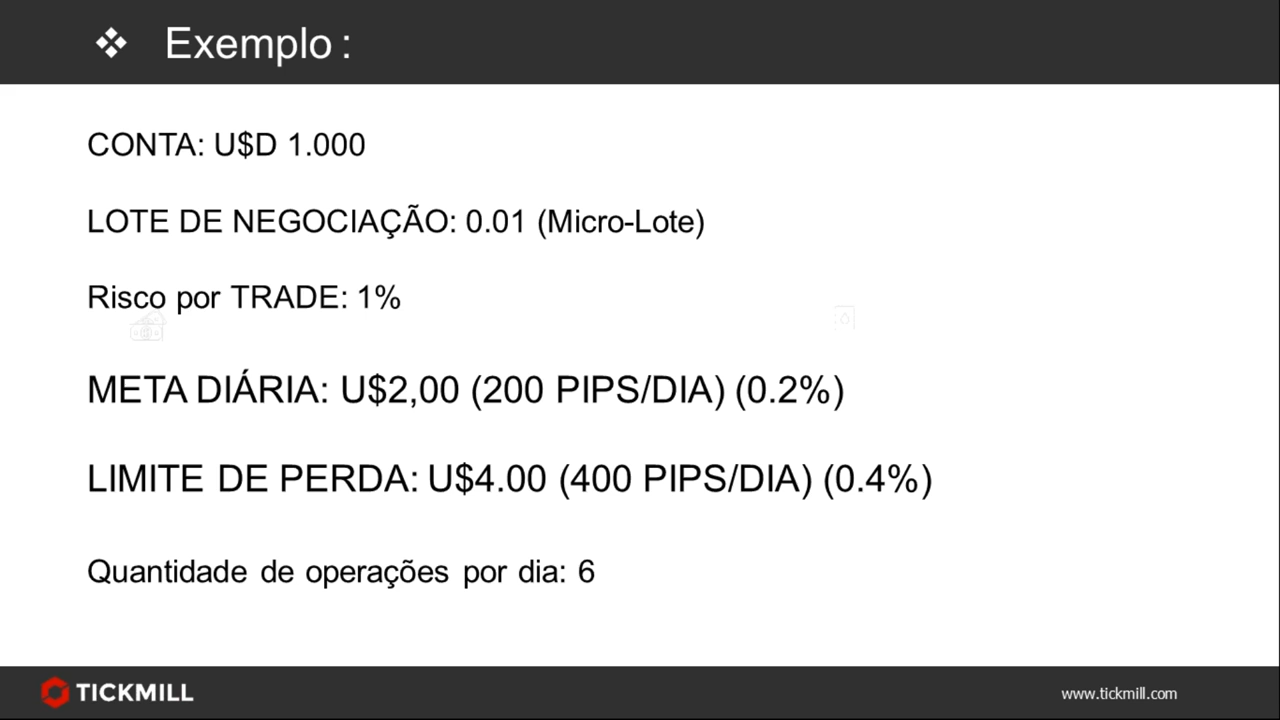 Exemplo :
CONTA: U$D 1.000
LOTE DE NEGOCIAÇÃO: 0.01 (Micro-Lote)
Risco por TRADE: 1%
META DIÁRIA: U$2,00 (200 PIPS/DIA) (0.2%)
LIMITE DE PERDA: U$4.00 (400 PIPS/DIA) (0.4%)
Quantidade de operações por dia: 6
TICKMILL
www.tickmill.com